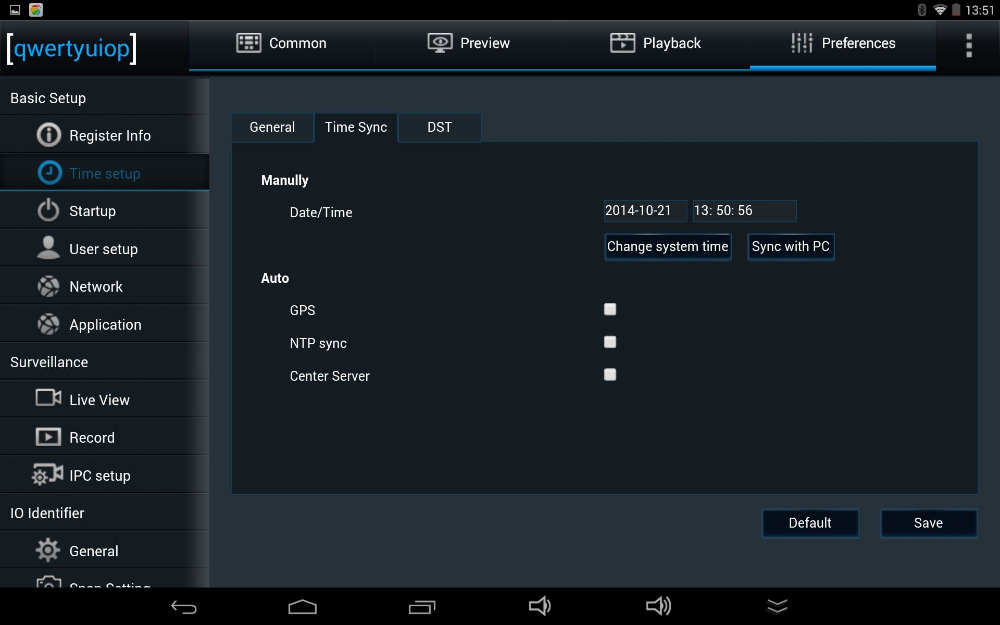 13:51
[qwertyuiop]
Common
Preview
Playback
Preferences
Basic Setup
Register Info
Time setup
Startup
User setup
Network
Application
Surveillance
Live View
Record
IPC setup
IO Identifier
General
Snap Setting
General
Time Sync
DST
Manully
Date/Time
2014-10-21
13: 50: 56
Change system time
Sync with PC
Auto
GPS
NTP sync
Center Server
Default
Save